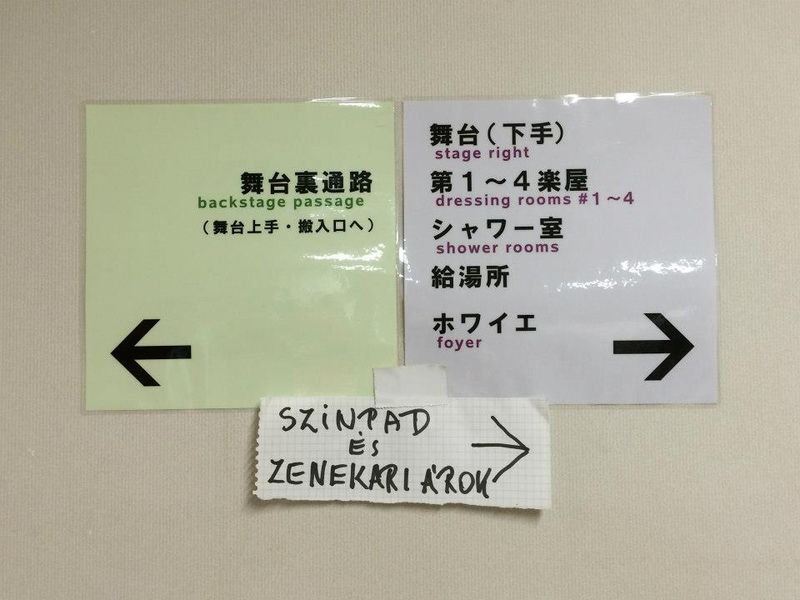 舞台裏通路
backstage passage
（舞台上手・搬入口へ）
舞台（下手）
stage right
第１～４楽屋
dressing rooms #１～４
シャワー室
shower rooms
給湯所
ホワイエ
foyer
SZÍNPAD
ÉS
ZENEKARI ÁROK